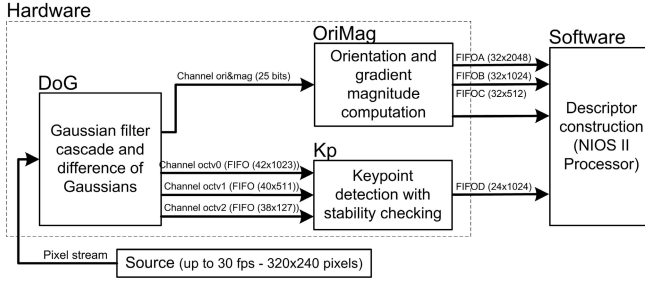 Hardware
OriMag
Software
DoG
Channel ori&mag (25 bits)
Orientation and
gradient
magnitude
computation
FIFOA (32x2048)
FIFOB (32x1024)
FIFOC (32x512)
Gaussian filter
cascade and
difference of
Gaussians
Descriptor
construction
(NIOS II
Processor)
Kp
Channel octv0 (FIFO (42x1023))
Channel octv1 (FIFO (40x511))
Channel octv2 (FIFO (38x127))
Keypoint
detection with
stability checking
FIFOD (24x1024)
Pixel stream
Source (up to 30 fps - 320x240 pixels)